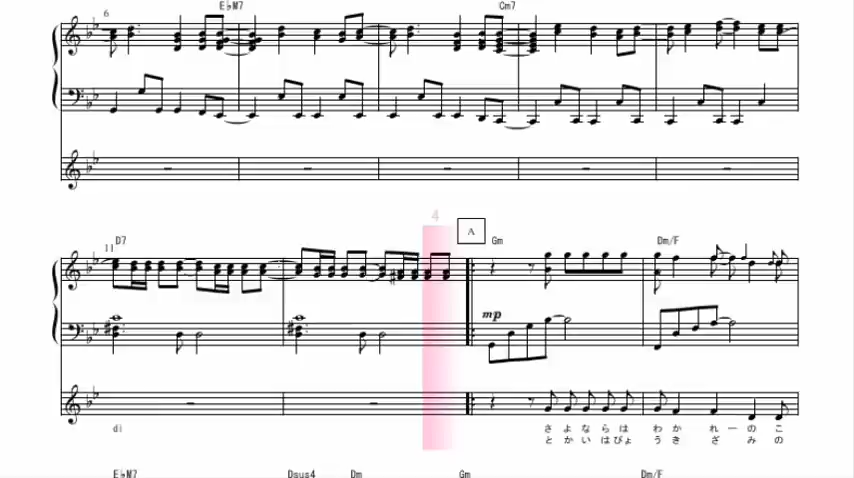 6 E♭M7 Cm7
4
11 D7 A Gm Dm/F
mp
di さ よ な ら は わ か れ ー の こ
と か い は びょ う き ざ み の
E♭M7 Dsus4 Dm Gm Dm/F